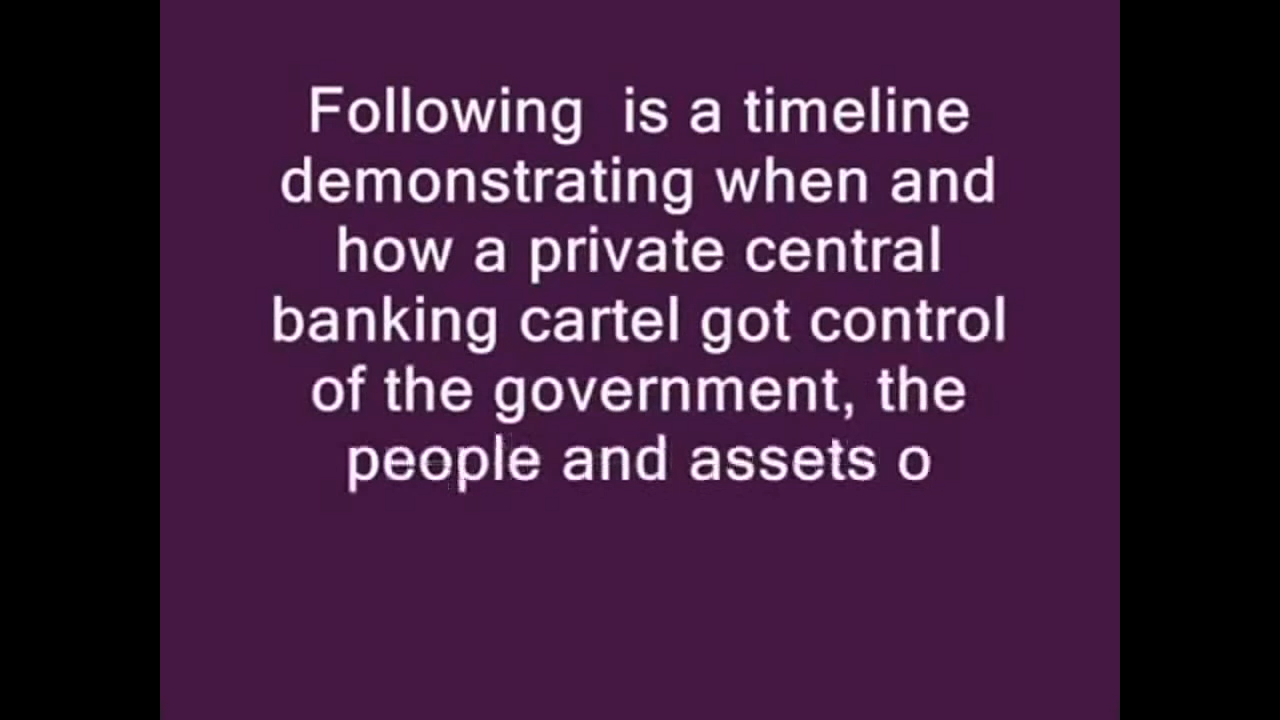 Following  is a timeline
demonstrating when and
how a private central
banking cartel got control
of the government, the
people and assets o